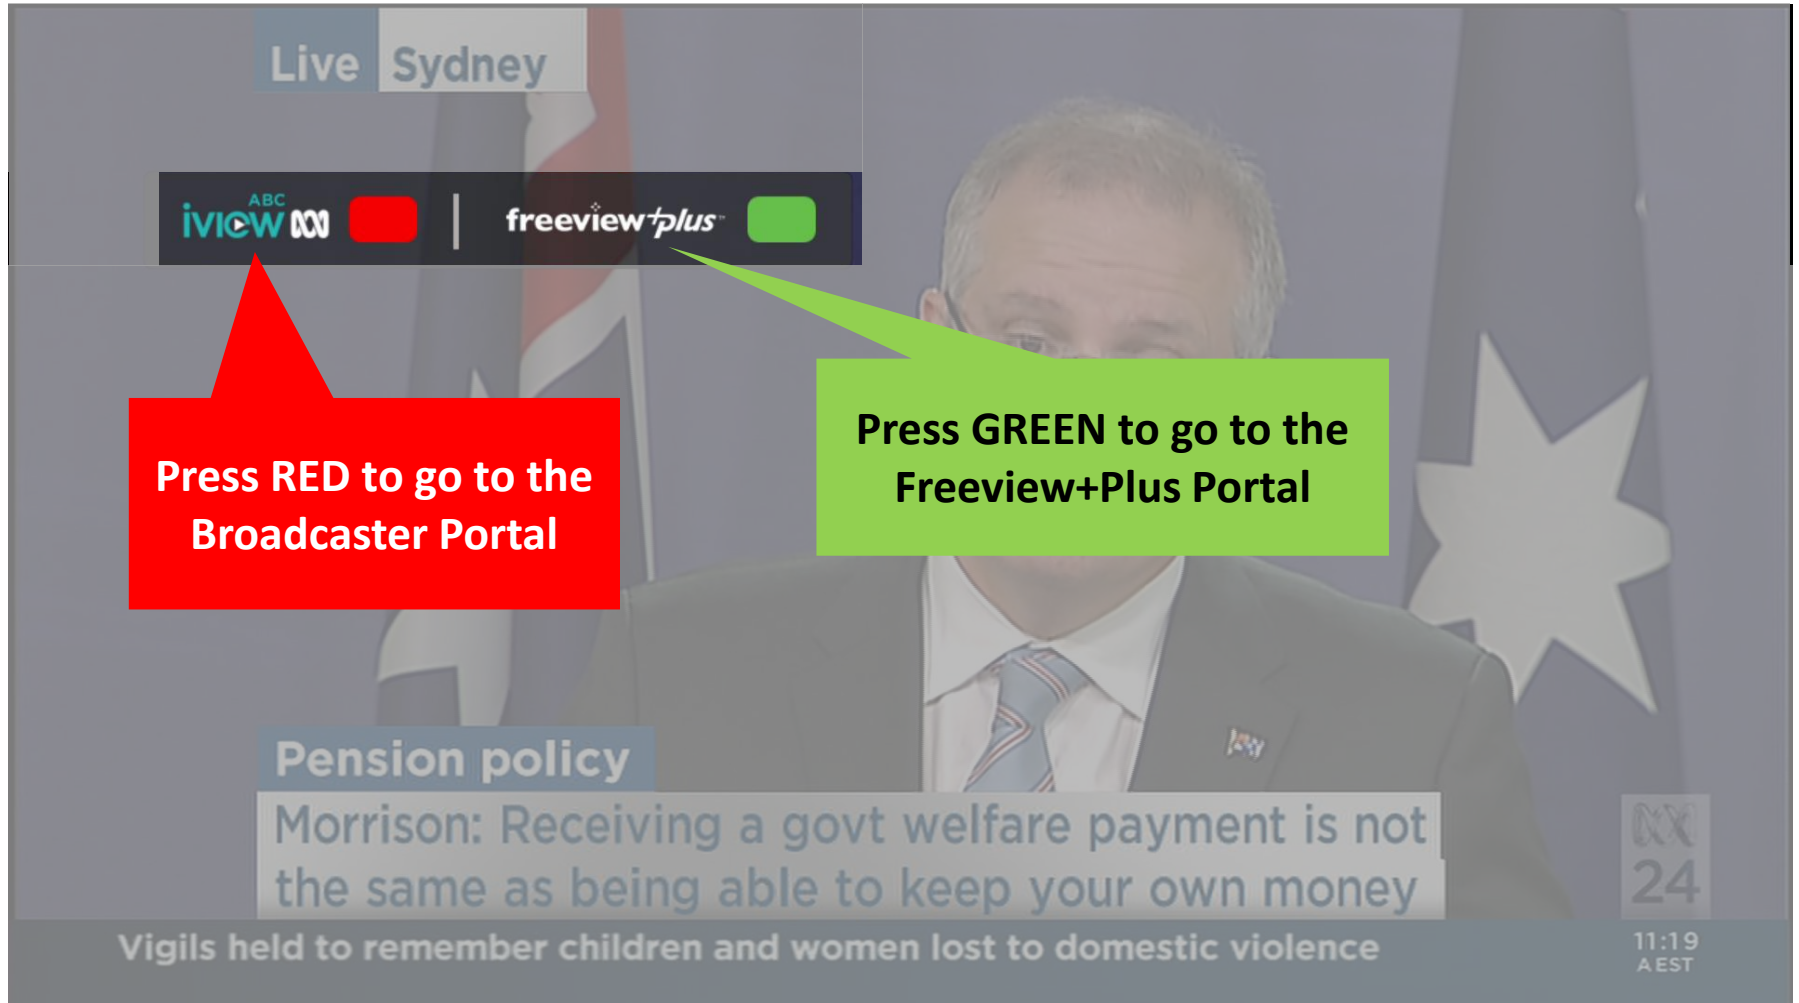 Live Sydney
ABC
iview
freeview+plus
Press RED to go to the
Broadcaster Portal
Press GREEN to go to the
Freeview+Plus Portal
Pension policy
Morrison: Receiving a govt welfare payment is not
the same as being able to keep your own money
24
Vigils held to remember children and women lost to domestic violence
11:19
AEST